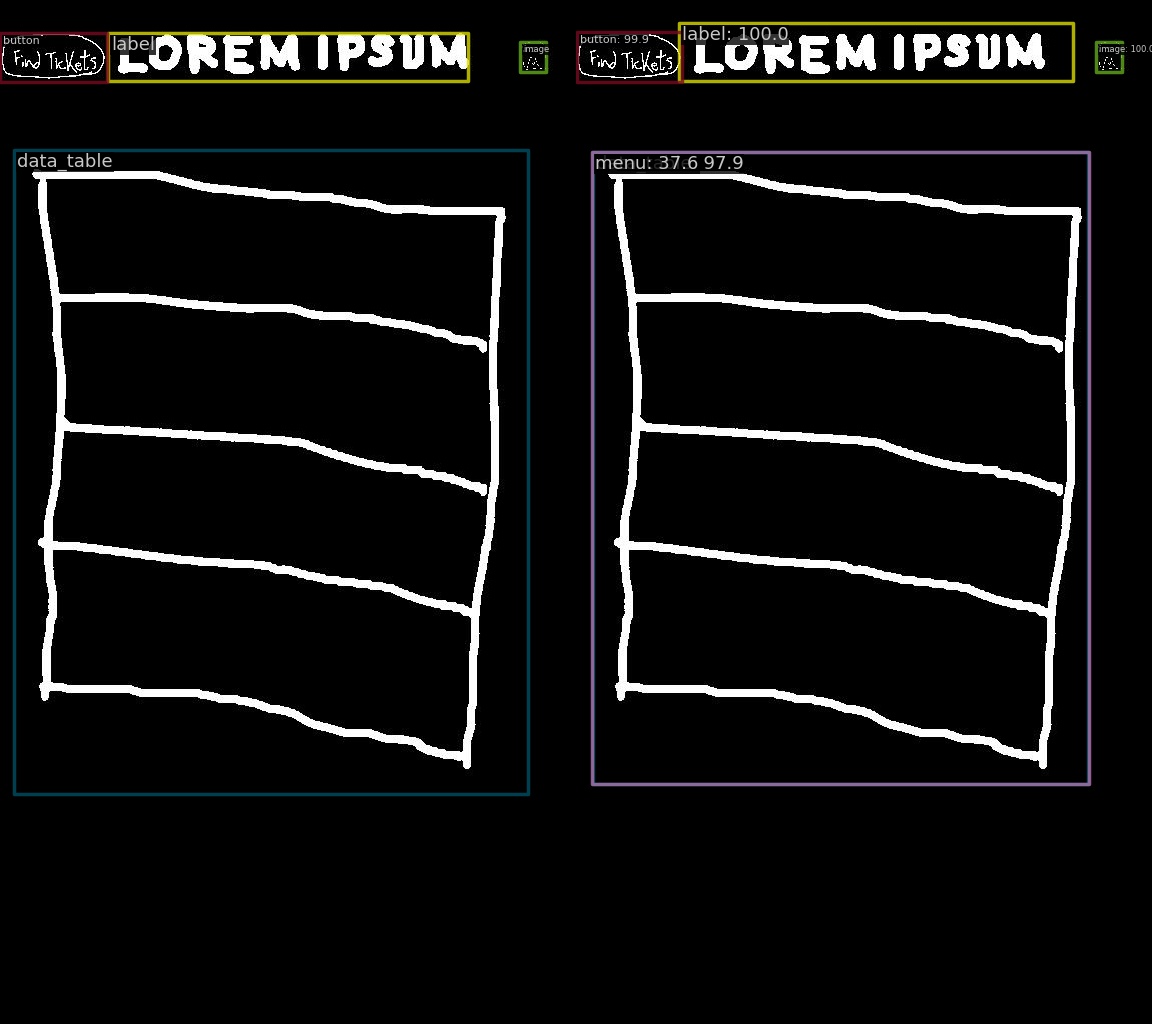 button
label
Find Tickets
LOREM IPSUM
image
button: 99.9
label: 100.0
Find Tickets
LOREM IPSUM
image: 100.0
data_table
menu: 37.6 97.9